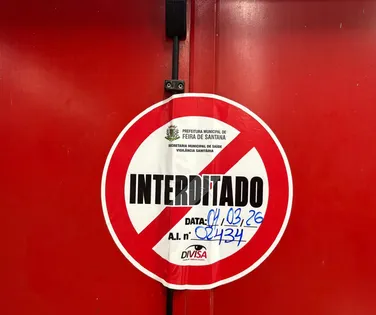 PREFEITURA MUNICIPAL DE
FEIRA DE SANTANA
SECRETARIA MUNICIPAL DE SAÚDE
VIGILÂNCIA SANITÁRIA
INTERDITADO
DATA: 04, 03, 26
A.I. nº 02434
DIVISA